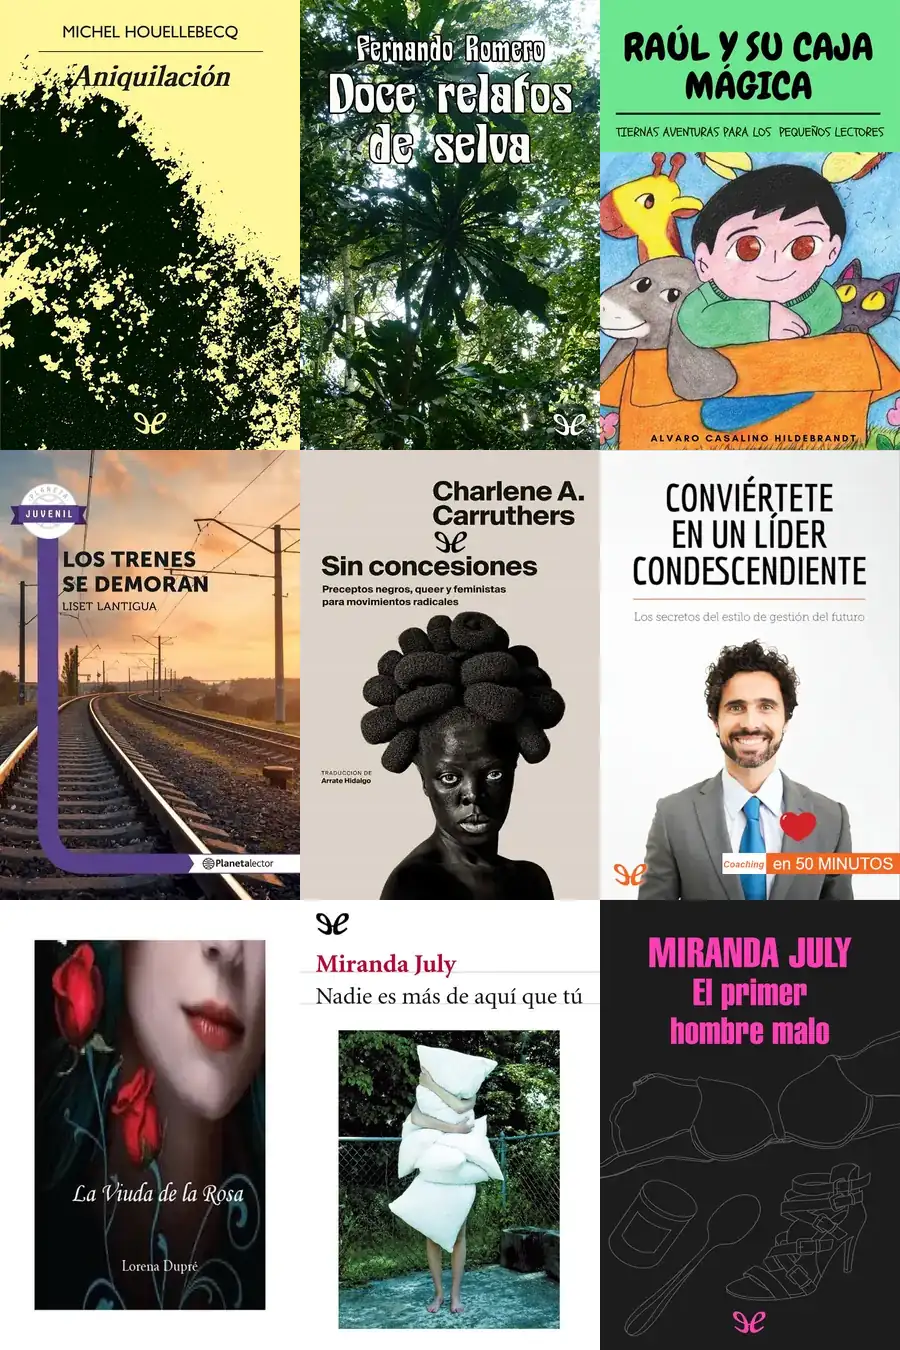 MICHEL HOUELLEBECQ
Aniquilación
Fernando Romero
Doce relatos
de selva
RAÚL Y SU CAJA
MÁGICA
TIERNAS AVENTURAS PARA LOS PEQUEÑOS LECTORES
ALVARO CASALINO HILDEBRANDT
PLANETA
JUVENIL
LOS TRENES
SE DEMORAN
LISET LANTIGUA
Planetalector
Charlene A.
Carruthers
Sin concesiones
Preceptos negros, queer y feministas
para movimientos radicales
TRADUCCIÓN DE
Arrate Hidalgo
CONVIÉRTETE
EN UN LÍDER
CONDESCENDIENTE
Los secretos del estilo de gestión del futuro
Coaching en 50 MINUTOS
La Viuda de la Rosa
Lorena Dupré
Miranda July
Nadie es más de aquí que tú
MIRANDA JULY
El primer
hombre malo